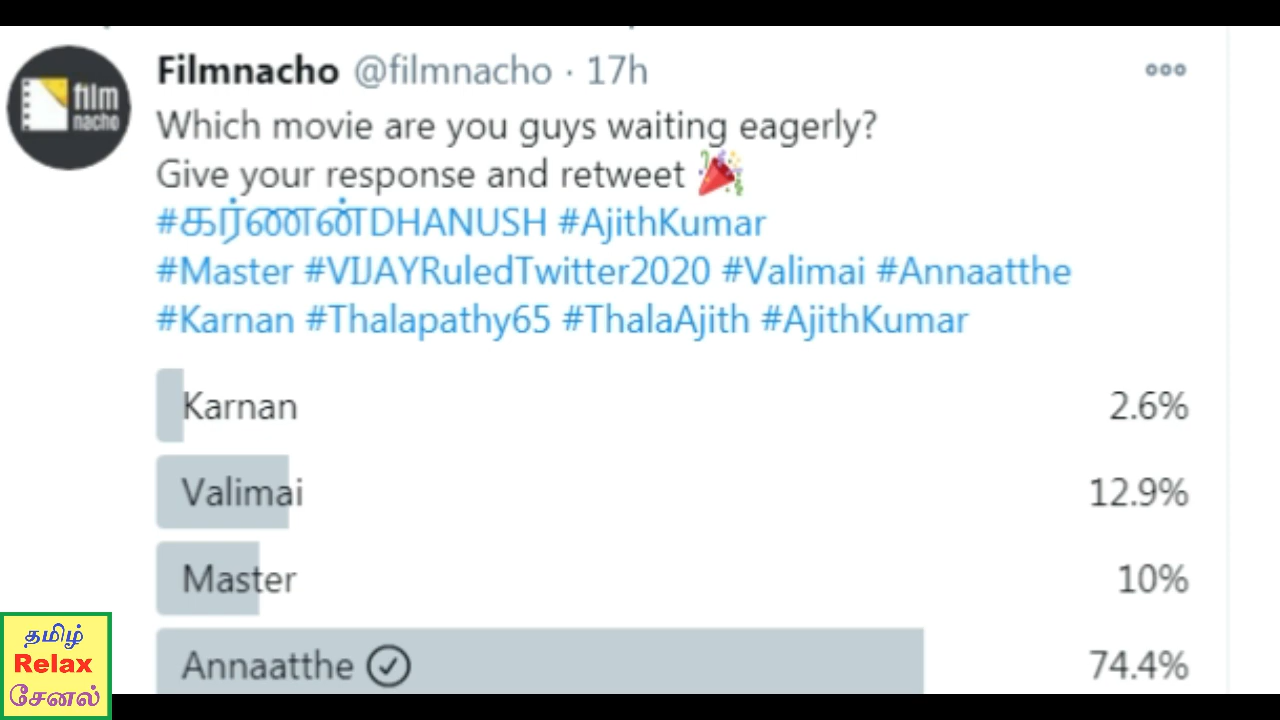 film
nacho
Filmnacho @filmnacho · 17h
Which movie are you guys waiting eagerly?
Give your response and retweet 🎉
#கர்ணன்DHANUSH #AjithKumar
#Master #VIJAYRuledTwitter2020 #Valimai #Annaatthe
#Karnan #Thalapathy65 #ThalaAjith #AjithKumar
Karnan 2.6%
Valimai 12.9%
Master 10%
Annaatthe 74.4%
தமிழ்
Relax
சேனல்